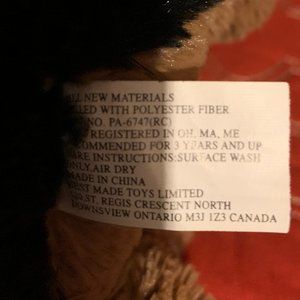 ALL NEW MATERIALS
FILLED WITH POLYESTER FIBER
NO. PA-6747(RC)
REGISTERED IN OH, MA, ME
RECOMMENDED FOR 3 YEARS AND UP
CARE INSTRUCTIONS:SURFACE WASH
ONLY.AIR DRY
MADE IN CHINA
BEST MADE TOYS LIMITED
ST. REGIS CRESCENT NORTH
DOWNSVIEW ONTARIO M3J 1Z3 CANADA